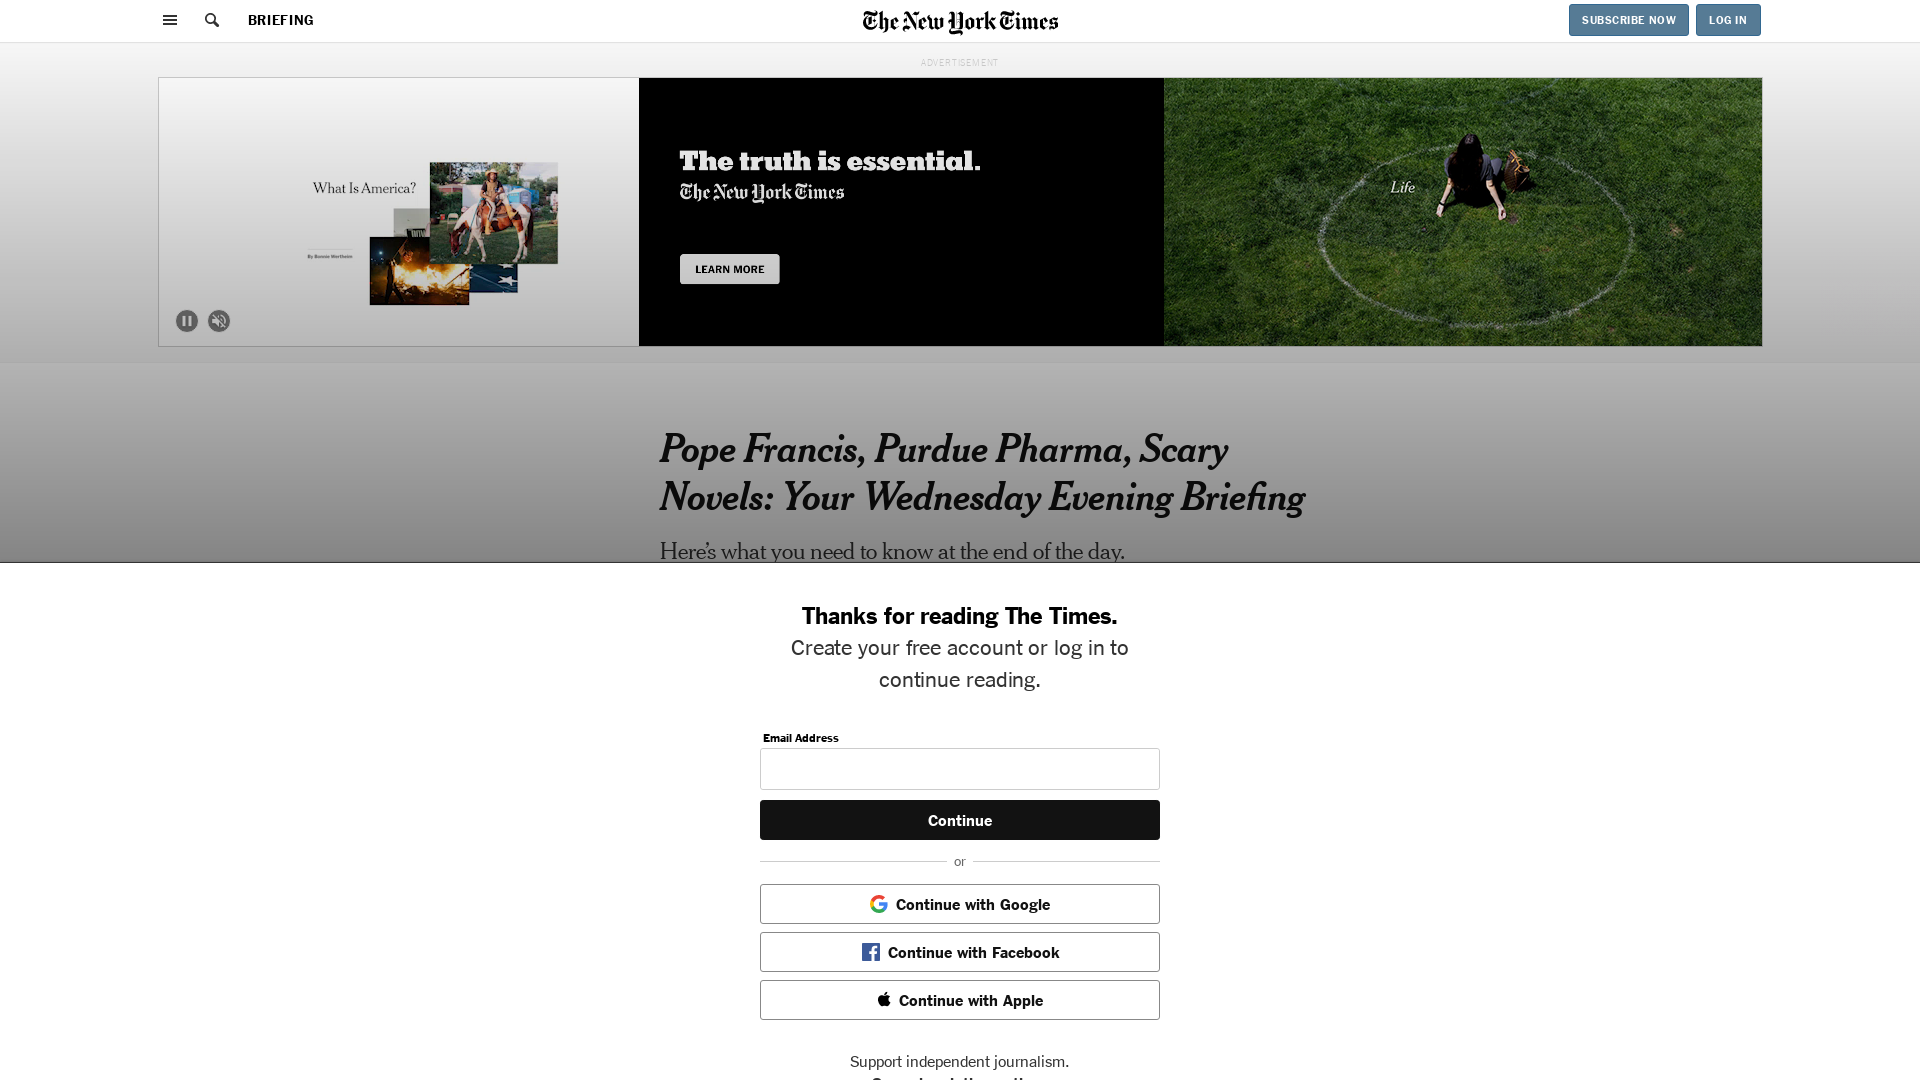 BRIEFING
The New York Times
SUBSCRIBE NOW
LOG IN
ADVERTISEMENT
What Is America?
By Bonnie Wertheim
The truth is essential.
The New York Times
LEARN MORE
Life
Pope Francis, Purdue Pharma, Scary
Novels: Your Wednesday Evening Briefing
Here’s what you need to know at the end of the day.
Thanks for reading The Times.
Create your free account or log in to
continue reading.
Email Address
Continue
or
Continue with Google
Continue with Facebook
Continue with Apple
Support independent journalism.